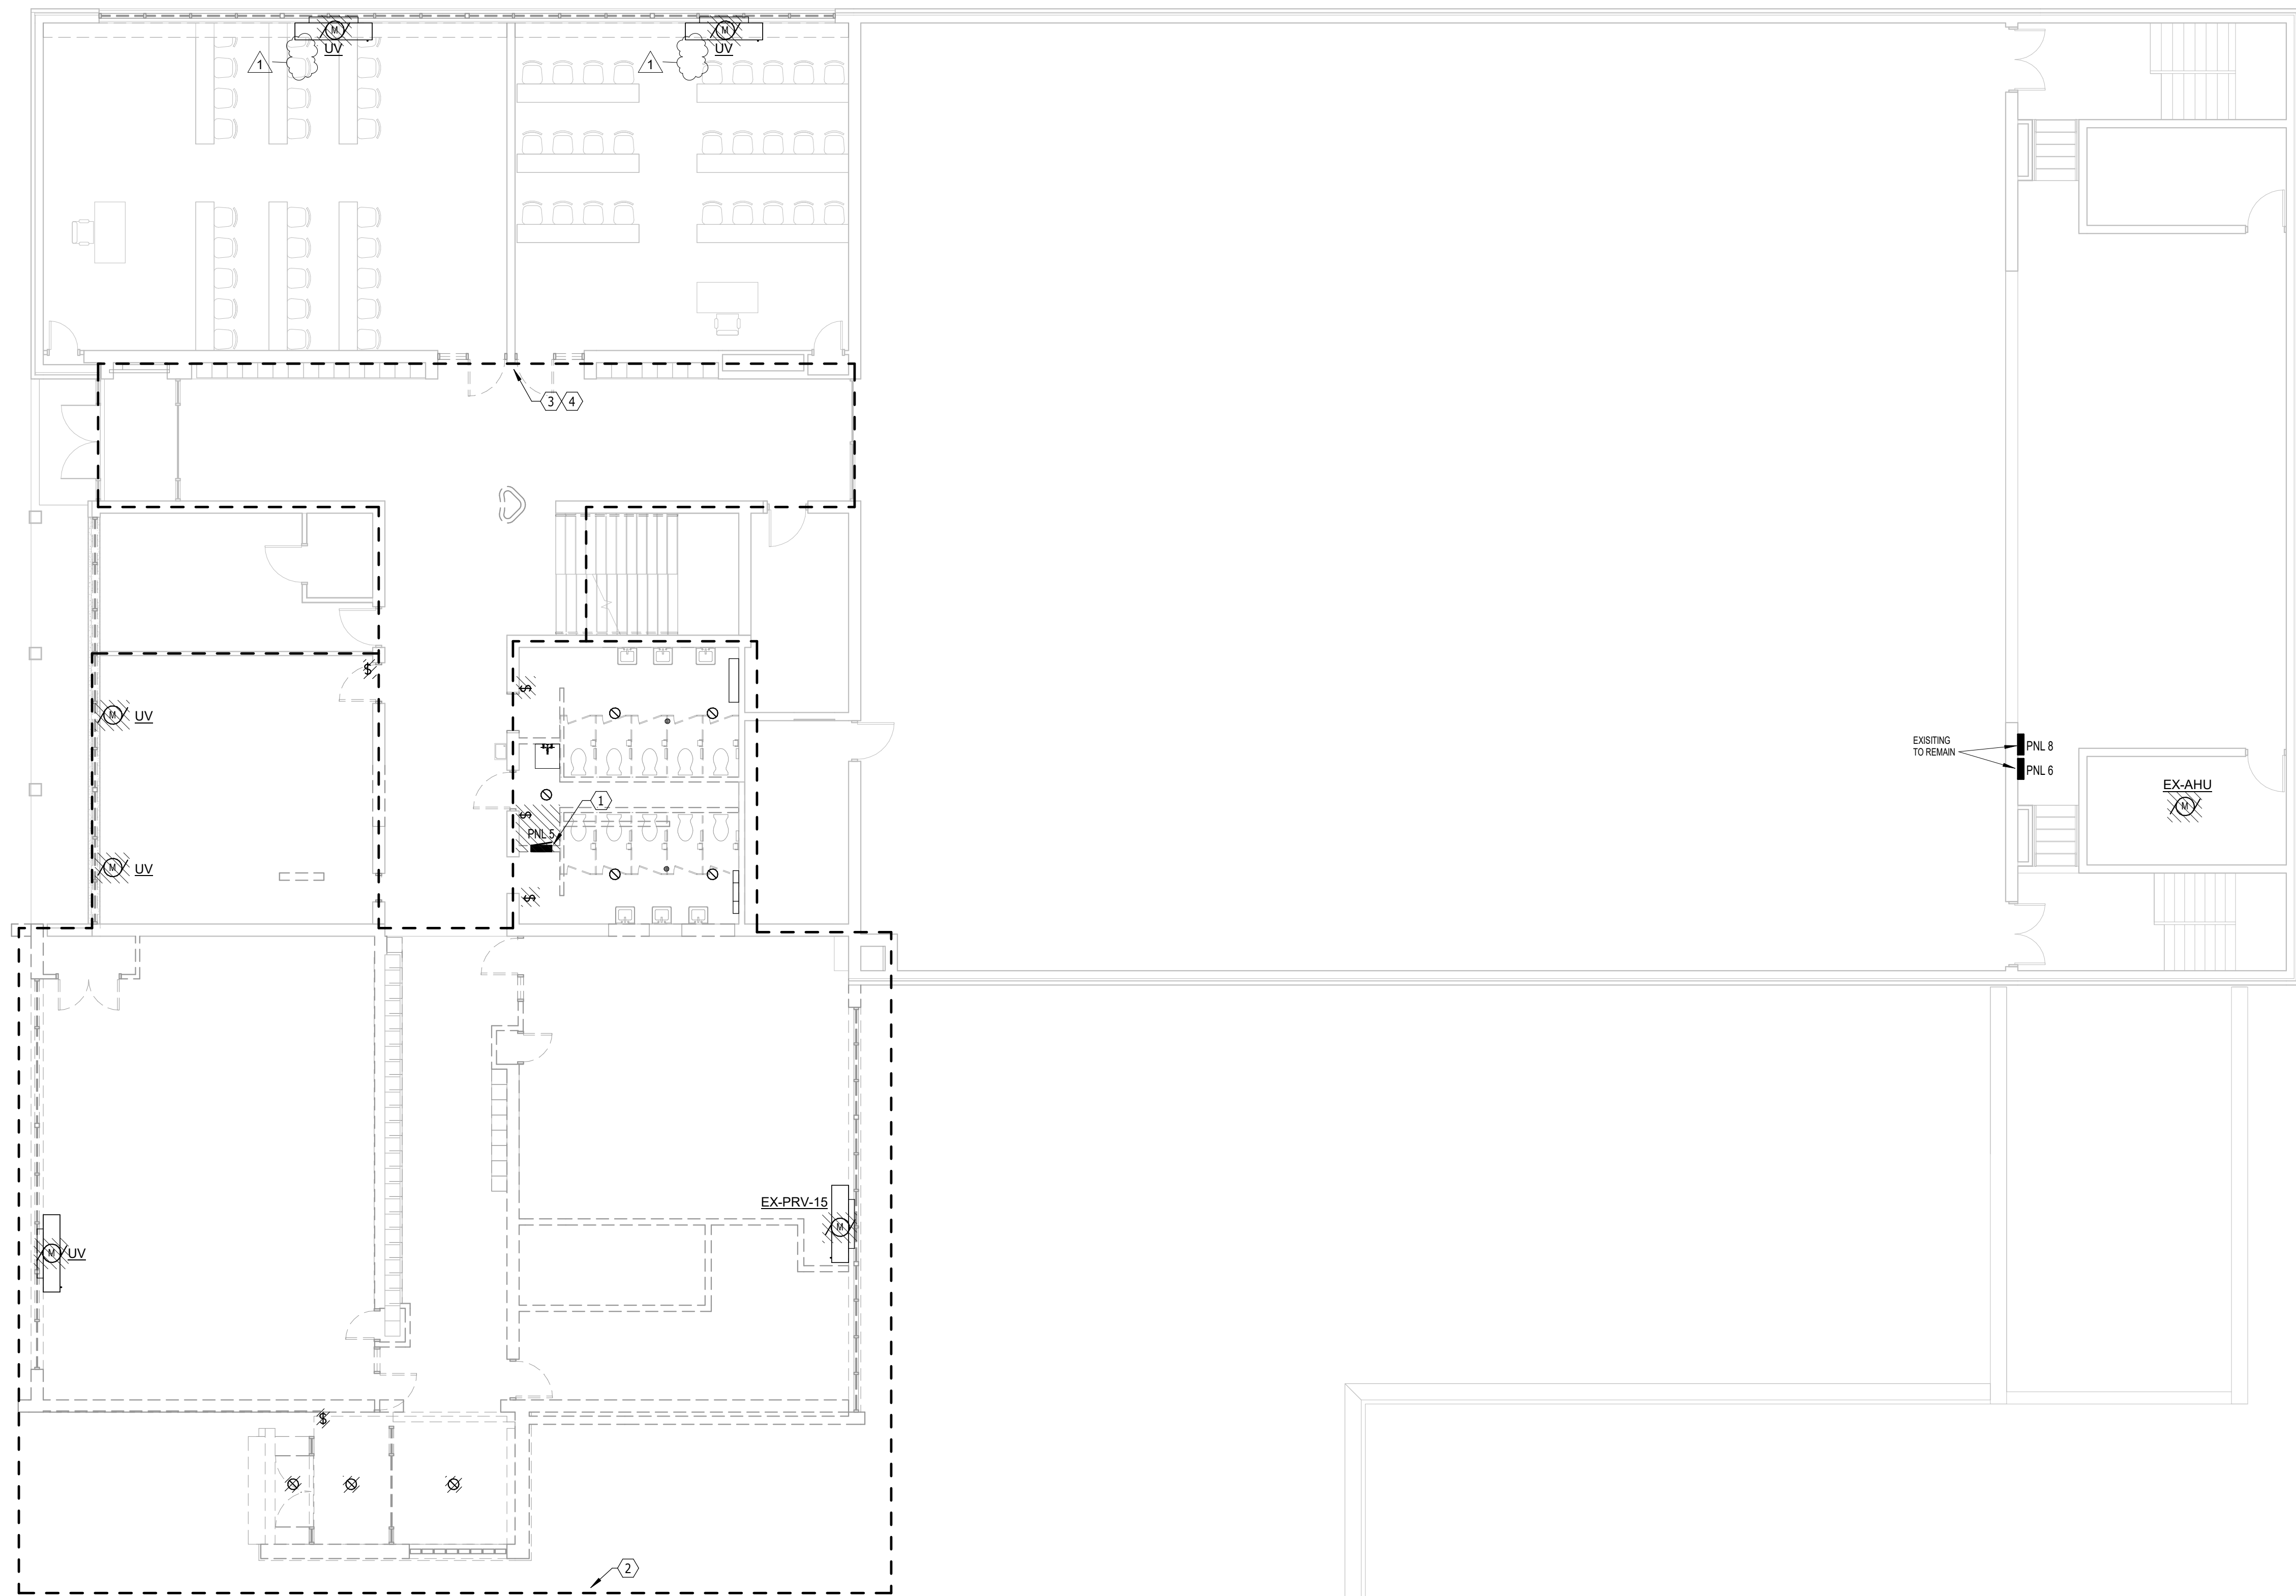 M
M
UV
UV
1
1
3 4
$
$
M UV
EXISITING
TO REMAIN
PNL 8
PNL 6
EX-AHU
M
1
$
PNL 5
M UV
$
EX-PRV-15
M
M UV
$
2